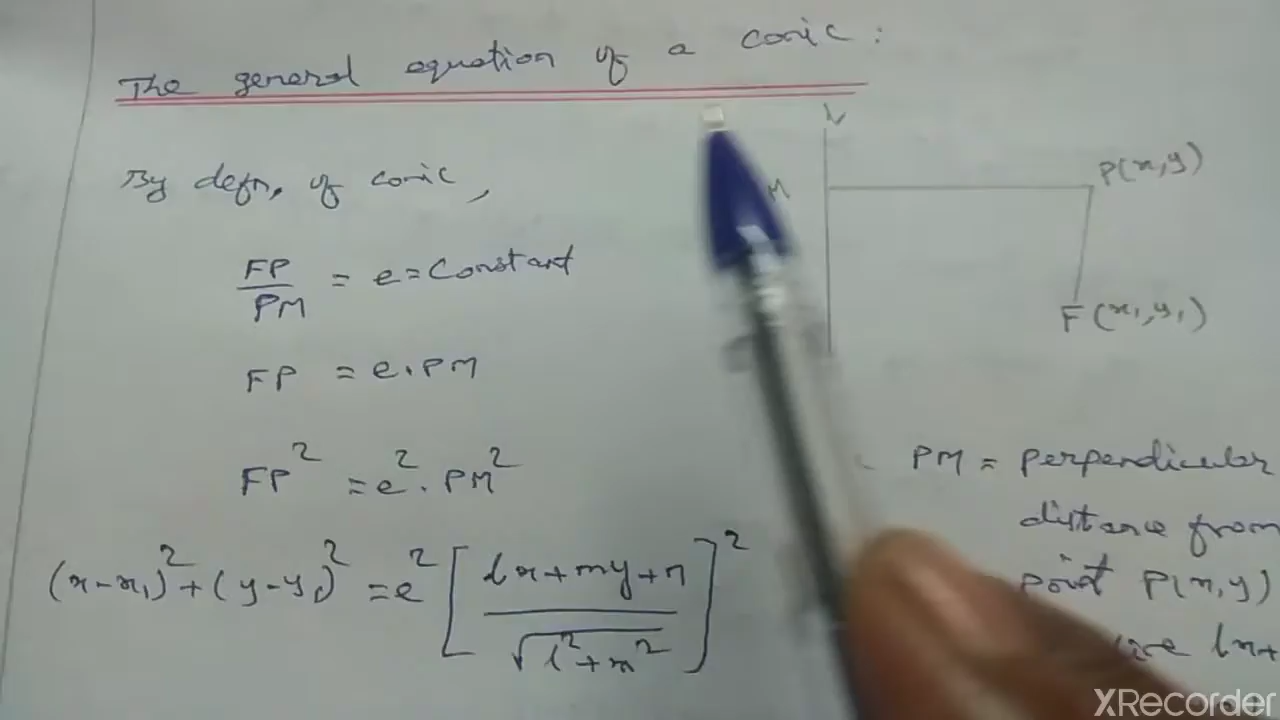 The general equation of a conic :
By defn, of conic,
FP/PM = e = Constant
FP = e.PM
FP² = e². PM²
(x-x₁)² + (y-y₁)² = e² [ lx+my+n / √l²+m² ]²
M
P(x,y)
F(x₁,y₁)
PM = perpendicular
distance from
point P(x,y)
lx+
XRecorder